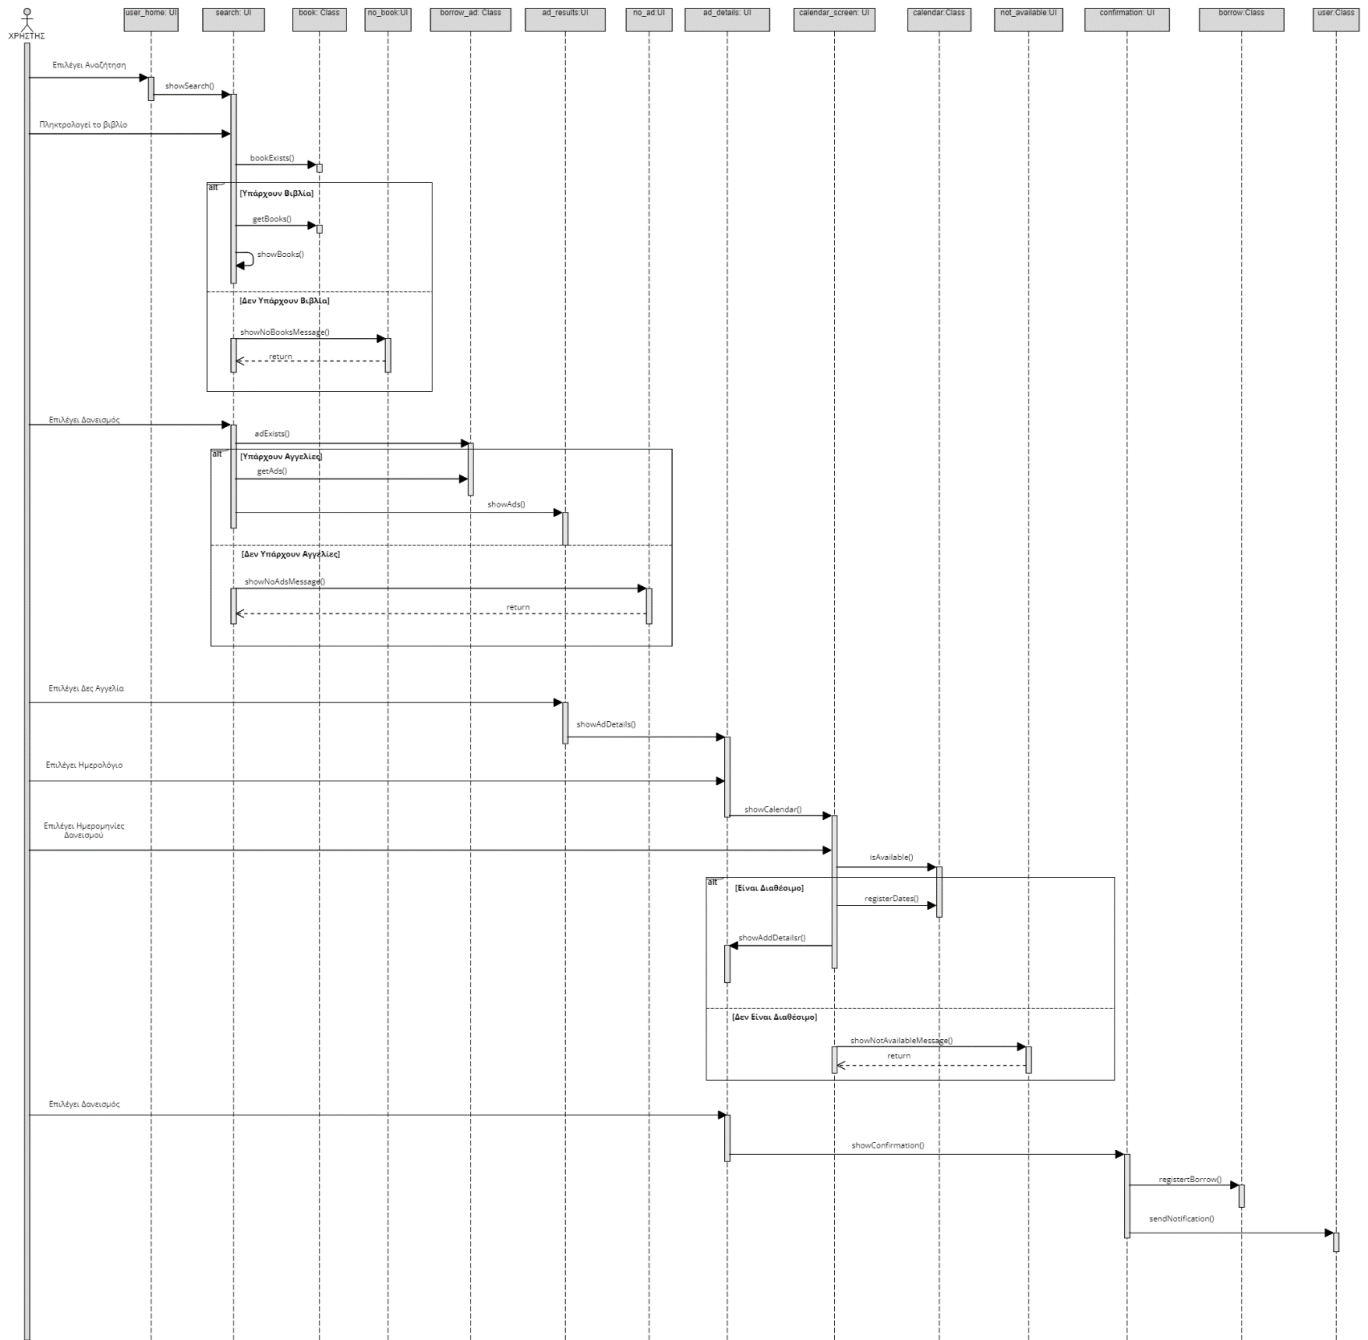 user_home: UI
search: UI
book: Class
no_book:UI
borrow_ad: Class
ad_results:UI
no_ad:UI
ad_details: UI
calendar_screen: UI
calendar:Class
not_available:UI
confirmation: UI
borrow:Class
user:Class
ΧΡΗΣΤΗΣ
Επιλέγει Αναζήτηση
showSearch()
Πληκτρολογεί το βιβλίο
bookExists()
alt
[Υπάρχουν Βιβλία]
getBooks()
showBooks()
[Δεν Υπάρχουν Βιβλία]
showNoBooksMessage()
return
Επιλέγει Δανεισμός
adExists()
alt
[Υπάρχουν Αγγελίες]
getAds()
showAds()
[Δεν Υπάρχουν Αγγελίες]
showNoAdsMessage()
return
Επιλέγει Δες Αγγελία
showAdDetails()
Επιλέγει Ημερολόγιο
showCalendar()
Επιλέγει Ημερομηνίες
Δανεισμού
isAvailable()
alt
[Είναι Διαθέσιμο]
registerDates()
showAddDetailsr()
[Δεν Είναι Διαθέσιμο]
showNotAvailableMessage()
return
Επιλέγει Δανεισμός
showConfirmation()
registertBorrow()
sendNotification()